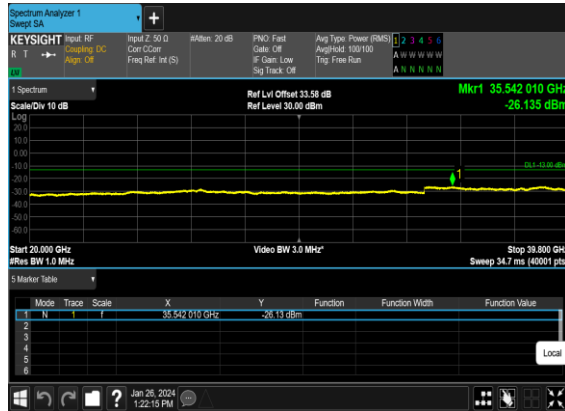 Spectrum Analyzer 1
Swept SA
+
KEYSIGHT Input: RF Input Z: 50 Ω #Atten: 20 dB PNO: Fast Avg Type: Power (RMS) 1 2 3 4 5 6
R T Coupling: DC Corr CCorr Gate: Off Avg|Hold: 100/100 A W W W W W
Align: Off Freq Ref: Int (S) IF Gain: Low Trig: Free Run
Sig Track: Off A N N N N N
LW
1 Spectrum Ref Lvl Offset 33.58 dB Mkr1 35.542 010 GHz
Scale/Div 10 dB Ref Level 30.00 dBm -26.135 dBm
Log
20.0
10.0
0.00
-10.0
DL1 -13.00 dBm
1
-20.0
-30.0
-40.0
-50.0
-60.0
Start 20.000 GHz Video BW 3.0 MHz* Stop 39.800 GHz
#Res BW 1.0 MHz Sweep 34.7 ms (40001 pts)
5 Marker Table
Mode Trace Scale X Y Function Function Width Function Value
1 N 1 f 35.542 010 GHz -26.13 dBm
2
3
4
5
6
Local
? Jan 26, 2024
1:22:15 PM